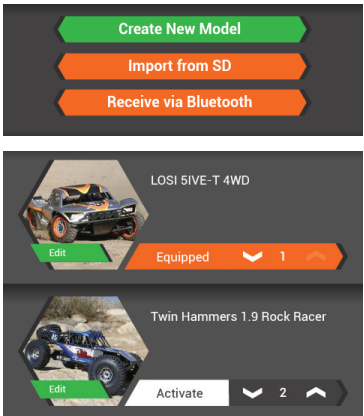 Create New Model
Import from SD
Receive via Bluetooth
LOSI 5IVE-T 4WD
Edit
Equipped 1
Twin Hammers 1.9 Rock Racer
Edit
Activate 2